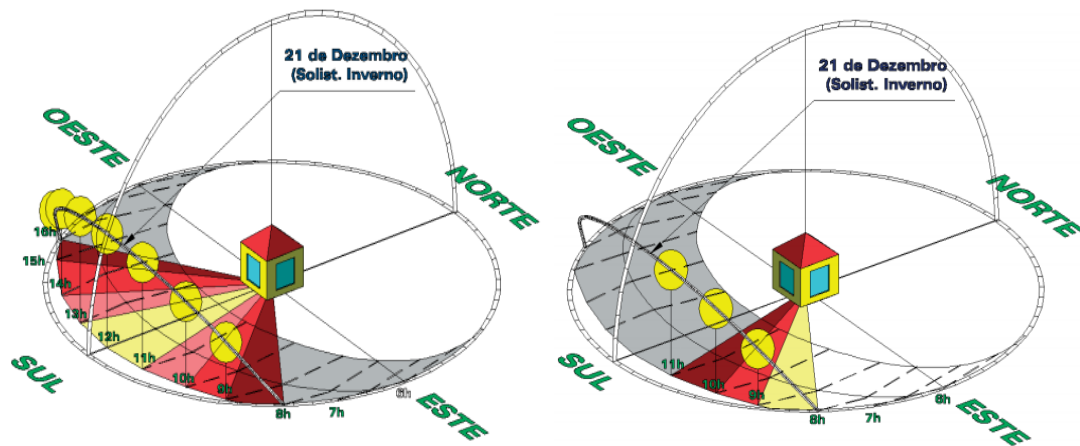 21 de Dezembro
(Solist. Inverno)
OESTE
NORTE
16h
15h
14h
13h
12h
11h
10h
9h
8h
7h
6h
SUL
ESTE
21 de Dezembro
(Solist. Inverno)
OESTE
NORTE
11h
10h
9h
8h
7h
6h
SUL
ESTE